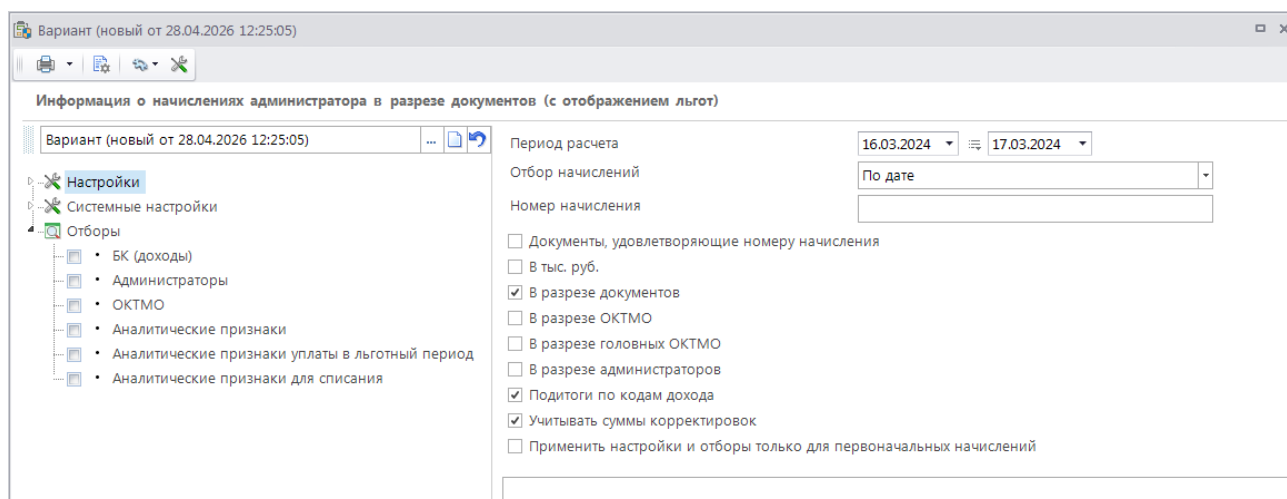 Вариант (новый от 28.04.2026 12:25:05)
Информация о начислениях администратора в разрезе документов (с отображением льгот)
Вариант (новый от 28.04.2026 12:25:05) ...
Настройки
Системные настройки
Отборы
БК (доходы)
Администраторы
ОКТМО
Аналитические признаки
Аналитические признаки уплаты в льготный период
Аналитические признаки для списания
Период расчета 16.03.2024 17.03.2024
Отбор начислений По дате
Номер начисления
Документы, удовлетворяющие номеру начисления
В тыс. руб.
В разрезе документов
В разрезе ОКТМО
В разрезе головных ОКТМО
В разрезе администраторов
Подитоги по кодам дохода
Учитывать суммы корректировок
Применить настройки и отборы только для первоначальных начислений